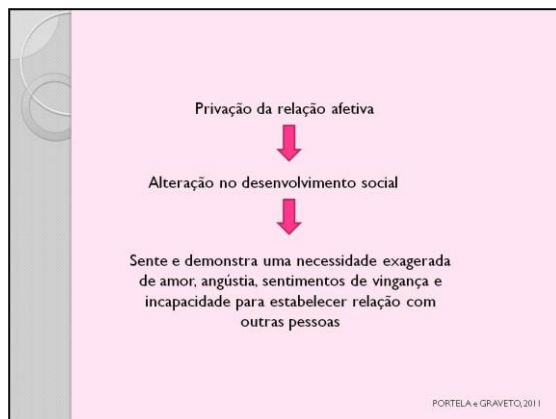 Privação da relação afetiva
Alteração no desenvolvimento social
Sente e demonstra uma necessidade exagerada
de amor, angústia, sentimentos de vingança e
incapacidade para estabelecer relação com
outras pessoas
PORTELA e GRAVETO, 2011